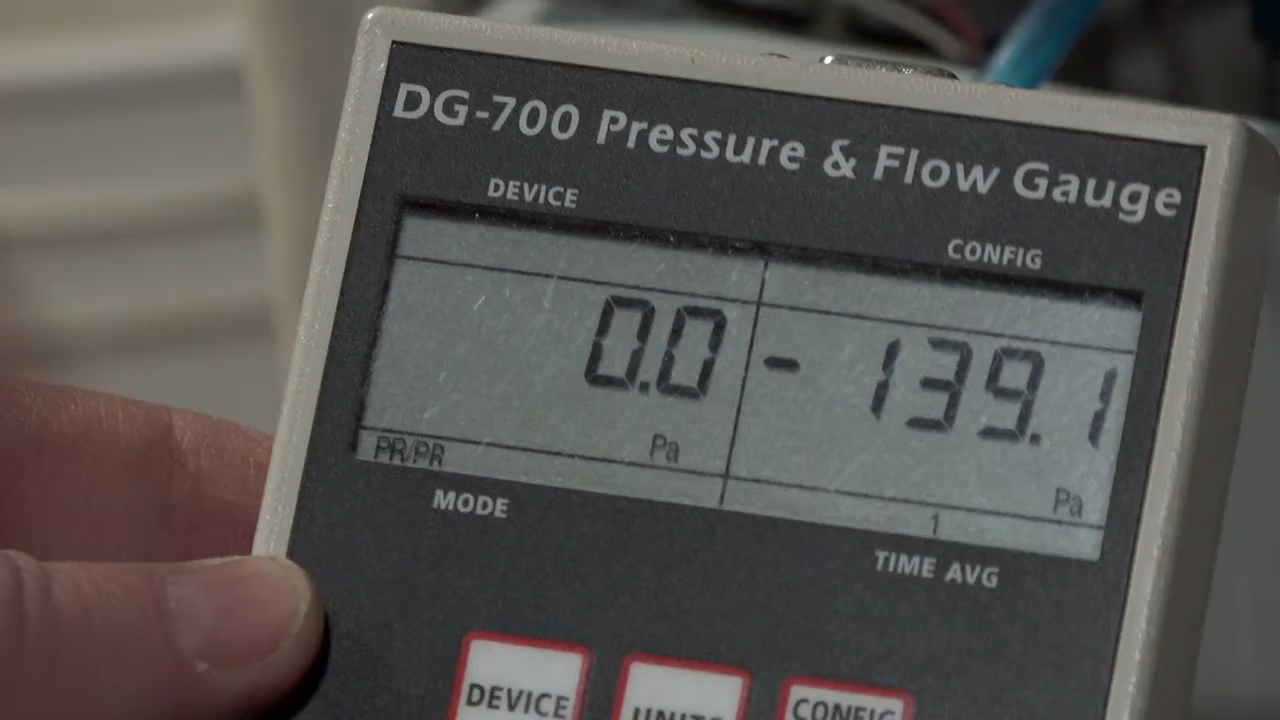 DG-700 Pressure & Flow Gauge
DEVICE CONFIG
0.0 -139.1
Pa Pa
PR/PR 1
MODE TIME AVG
DEVICE UNITS CONFIG